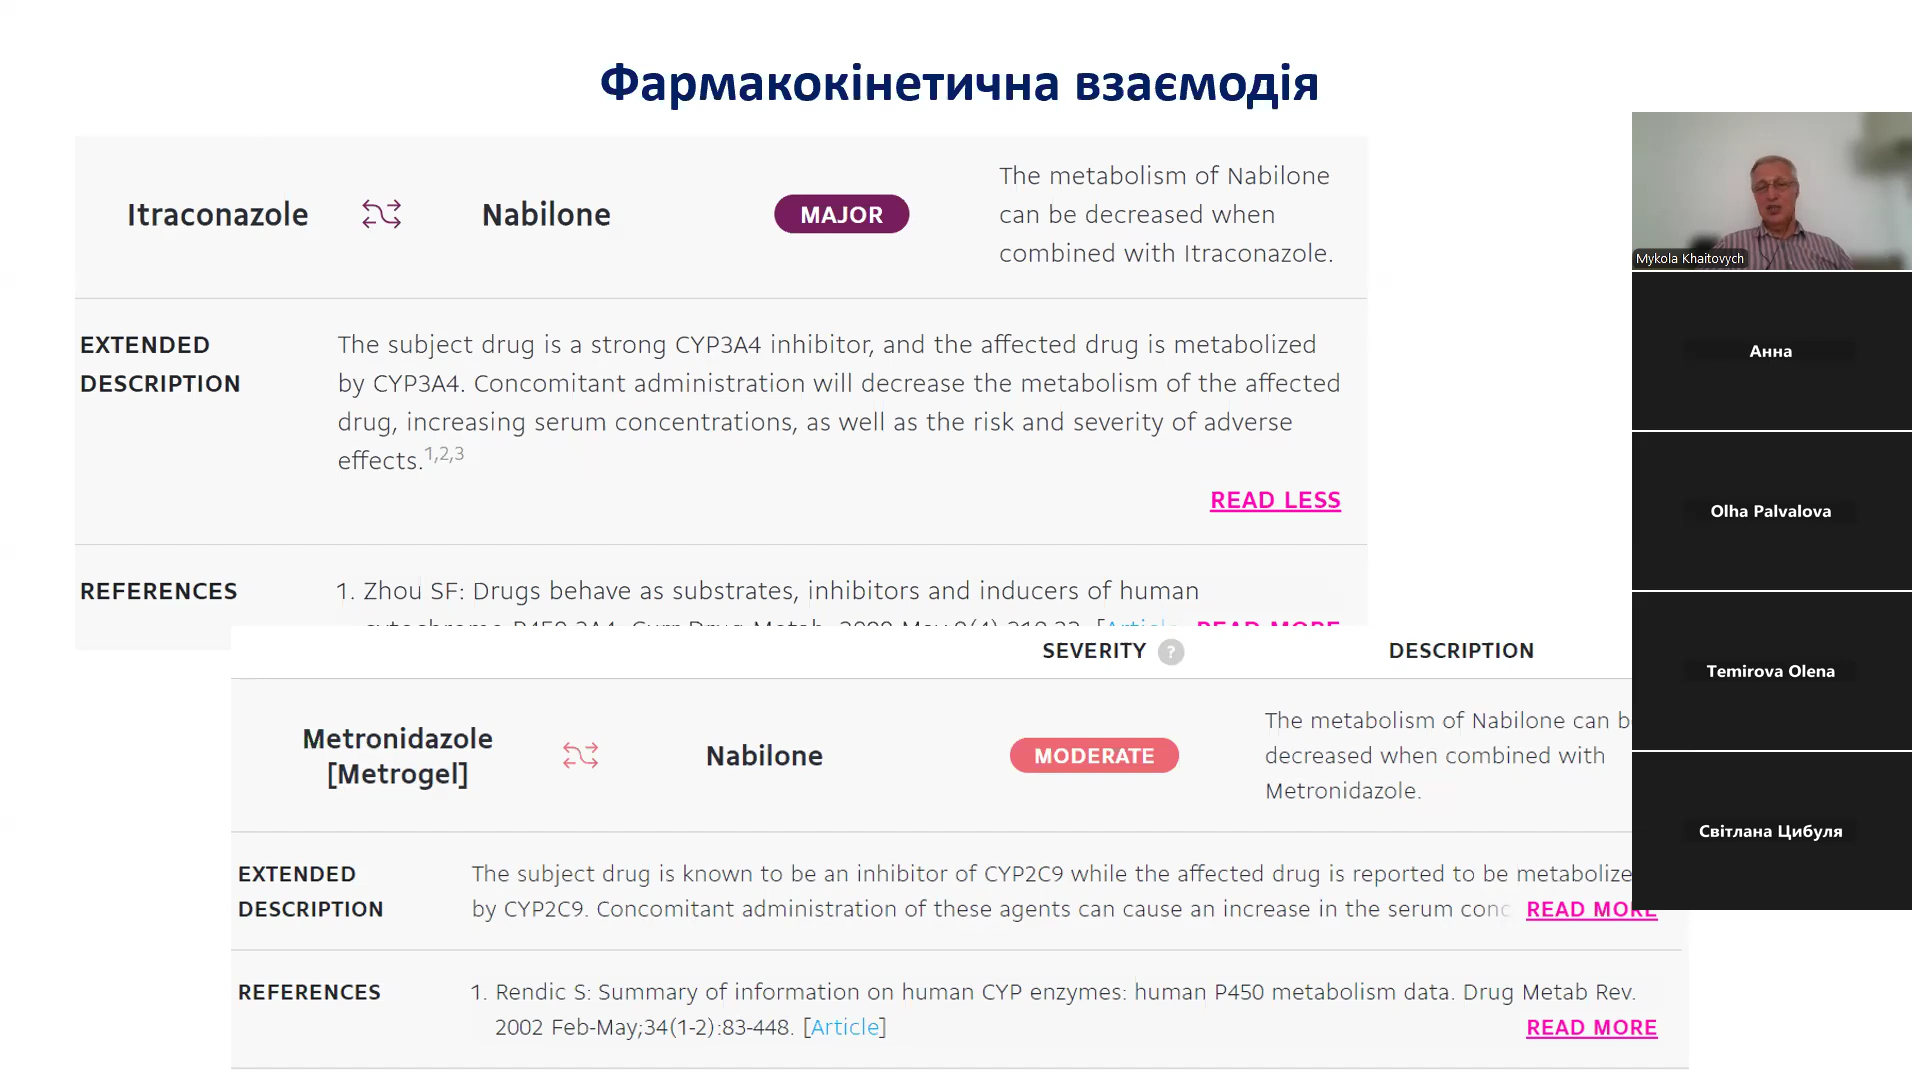 Фармакокінетична взаємодія
Itraconazole
Nabilone
MAJOR
The metabolism of Nabilone
can be decreased when
combined with Itraconazole.
EXTENDED
DESCRIPTION
The subject drug is a strong CYP3A4 inhibitor, and the affected drug is metabolized
by CYP3A4. Concomitant administration will decrease the metabolism of the affected
drug, increasing serum concentrations, as well as the risk and severity of adverse
effects.1,2,3
READ LESS
REFERENCES
1. Zhou SF: Drugs behave as substrates, inhibitors and inducers of human
READ MORE
SEVERITY ?
DESCRIPTION
Metronidazole
[Metrogel]
Nabilone
MODERATE
The metabolism of Nabilone can
decreased when combined with
Metronidazole.
EXTENDED
DESCRIPTION
The subject drug is known to be an inhibitor of CYP2C9 while the affected drug is reported to be metabolize
by CYP2C9. Concomitant administration of these agents can cause an increase in the serum conc
READ MORE
REFERENCES
1. Rendic S: Summary of information on human CYP enzymes: human P450 metabolism data. Drug Metab Rev.
2002 Feb-May;34(1-2):83-448. [Article]
READ MORE
Mykola Khaitovych
Анна
Olha Palvalova
Temirova Olena
Світлана Цибуля